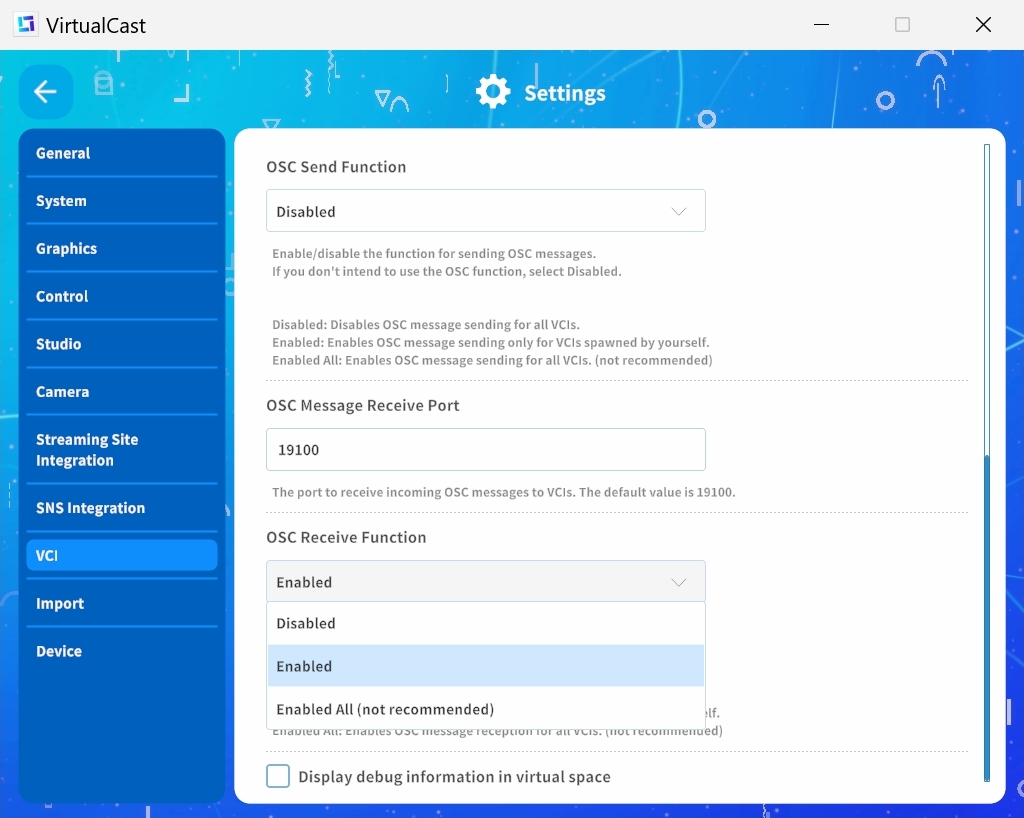 VirtualCast
Settings
General
System
Graphics
Control
Studio
Camera
Streaming Site
Integration
SNS Integration
VCI
Import
Device
OSC Send Function
Disabled
Enable/disable the function for sending OSC messages.
If you don't intend to use the OSC function, select Disabled.
Disabled: Disables OSC message sending for all VCIs.
Enabled: Enables OSC message sending only for VCIs spawned by yourself.
Enabled All: Enables OSC message sending for all VCIs. (not recommended)
OSC Message Receive Port
19100
The port to receive incoming OSC messages to VCIs. The default value is 19100.
OSC Receive Function
Enabled
Disabled
Enabled
Enabled All (not recommended)
Enabled All: Enables OSC message reception for all VCIs. (not recommended)
Display debug information in virtual space